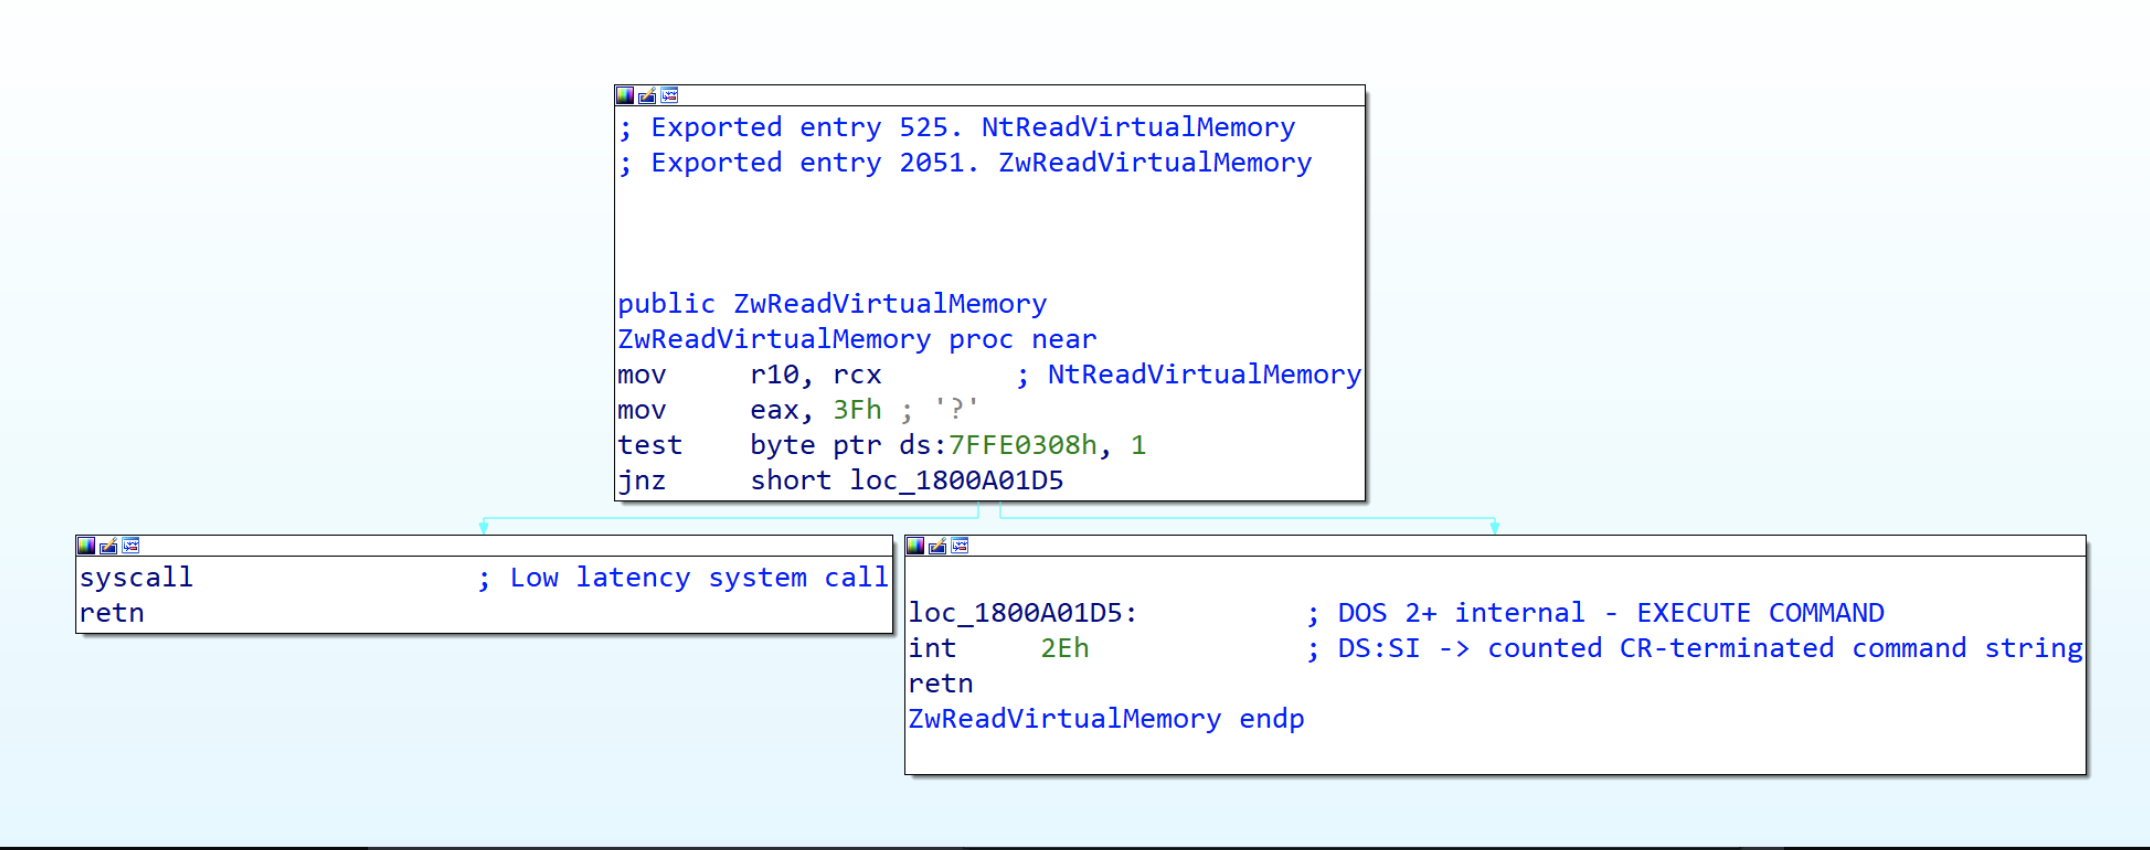 ; Exported entry 525. NtReadVirtualMemory
; Exported entry 2051. ZwReadVirtualMemory
public ZwReadVirtualMemory
ZwReadVirtualMemory proc near
mov     r10, rcx        ; NtReadVirtualMemory
mov     eax, 3Fh ; '?'
test    byte ptr ds:7FFE0308h, 1
jnz     short loc_1800A01D5
syscall                 ; Low latency system call
retn
loc_1800A01D5:          ; DOS 2+ internal - EXECUTE COMMAND
int     2Eh             ; DS:SI -> counted CR-terminated command string
retn
ZwReadVirtualMemory endp